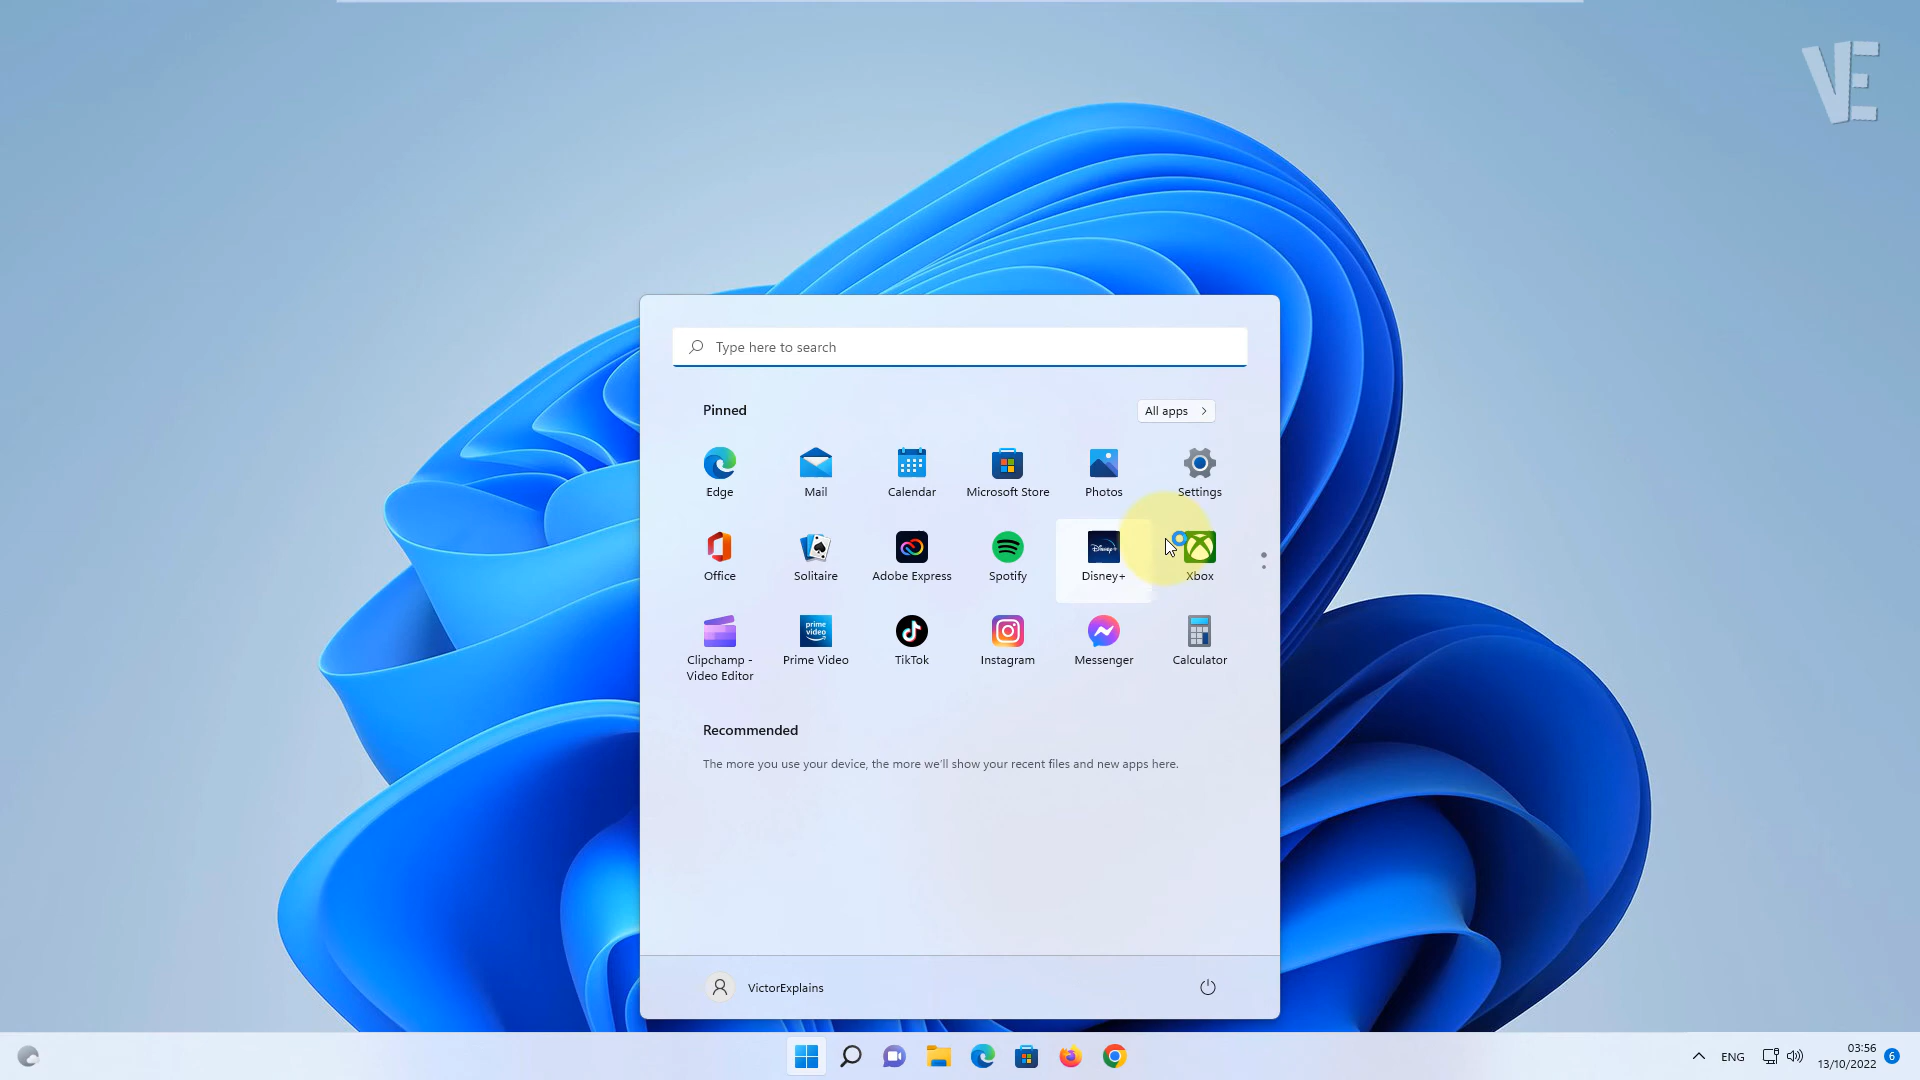 VE
Type here to search
Pinned
All apps
Edge
Mail
Calendar
Microsoft Store
Photos
Settings
Office
Solitaire
Adobe Express
Spotify
Disney+
Disney+
Xbox
prime
video
Clipchamp -
Video Editor
Prime Video
TikTok
Instagram
Messenger
Calculator
Recommended
The more you use your device, the more we'll show your recent files and new apps here.
VictorExplains
ENG
03:56
13/10/2022
6